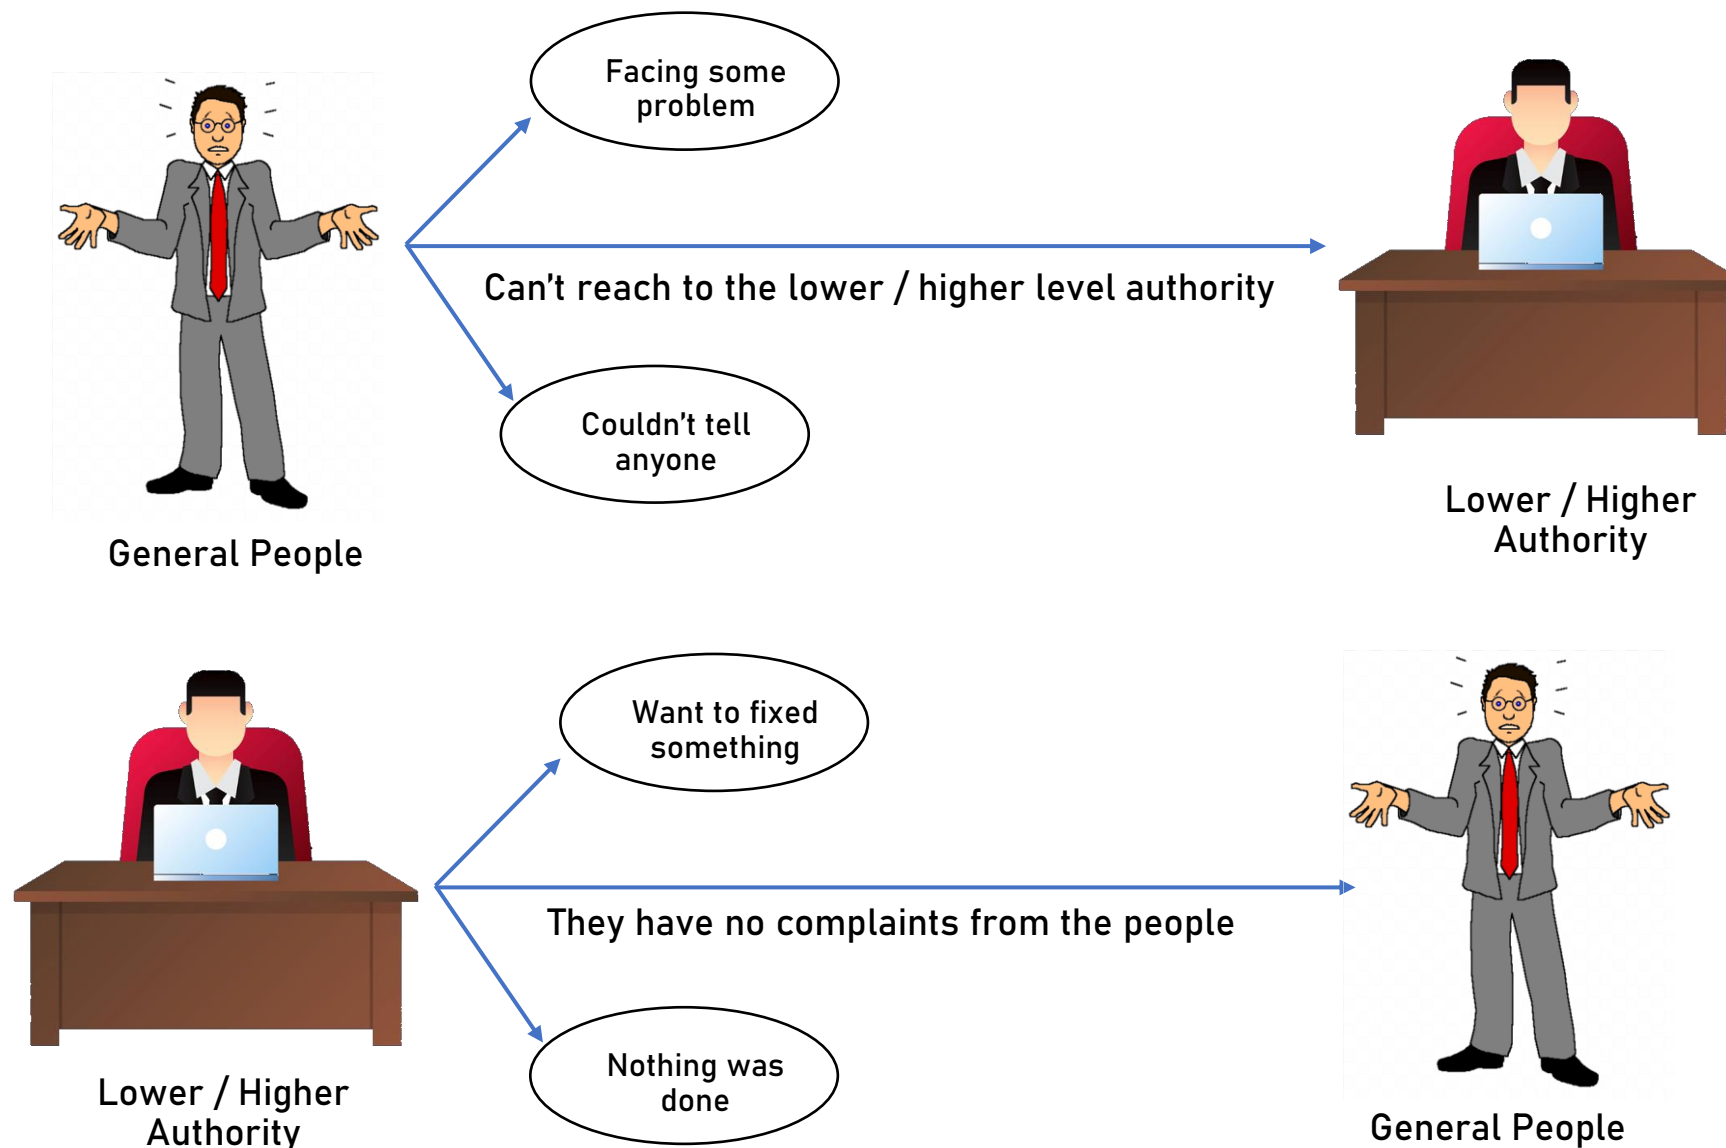 Facing some
problem
Can't reach to the lower / higher level authority
Couldn't tell
anyone
General People
Lower / Higher
Authority
Want to fixed
something
They have no complaints from the people
Nothing was
done
Lower / Higher
Authority
General People